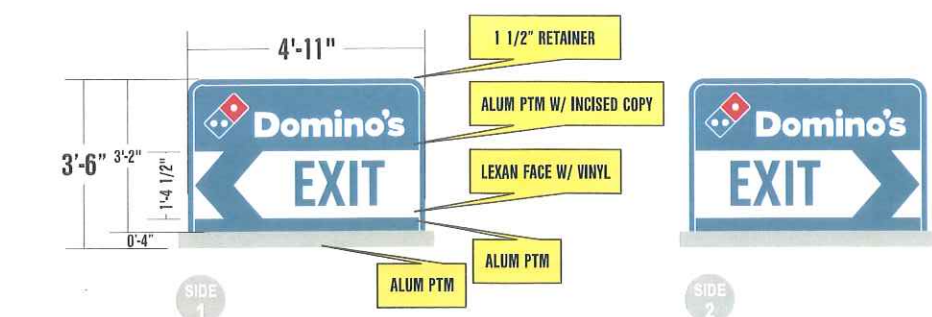 4'-11"
1 1/2" RETAINER
ALUM PTM W/ INCISED COPY
LEXAN FACE W/ VINYL
ALUM PTM
ALUM PTM
3'-6"
3'-2"
1'-4 1/2"
0'-4"
Domino's
EXIT
SIDE
1
Domino's
EXIT
SIDE
2